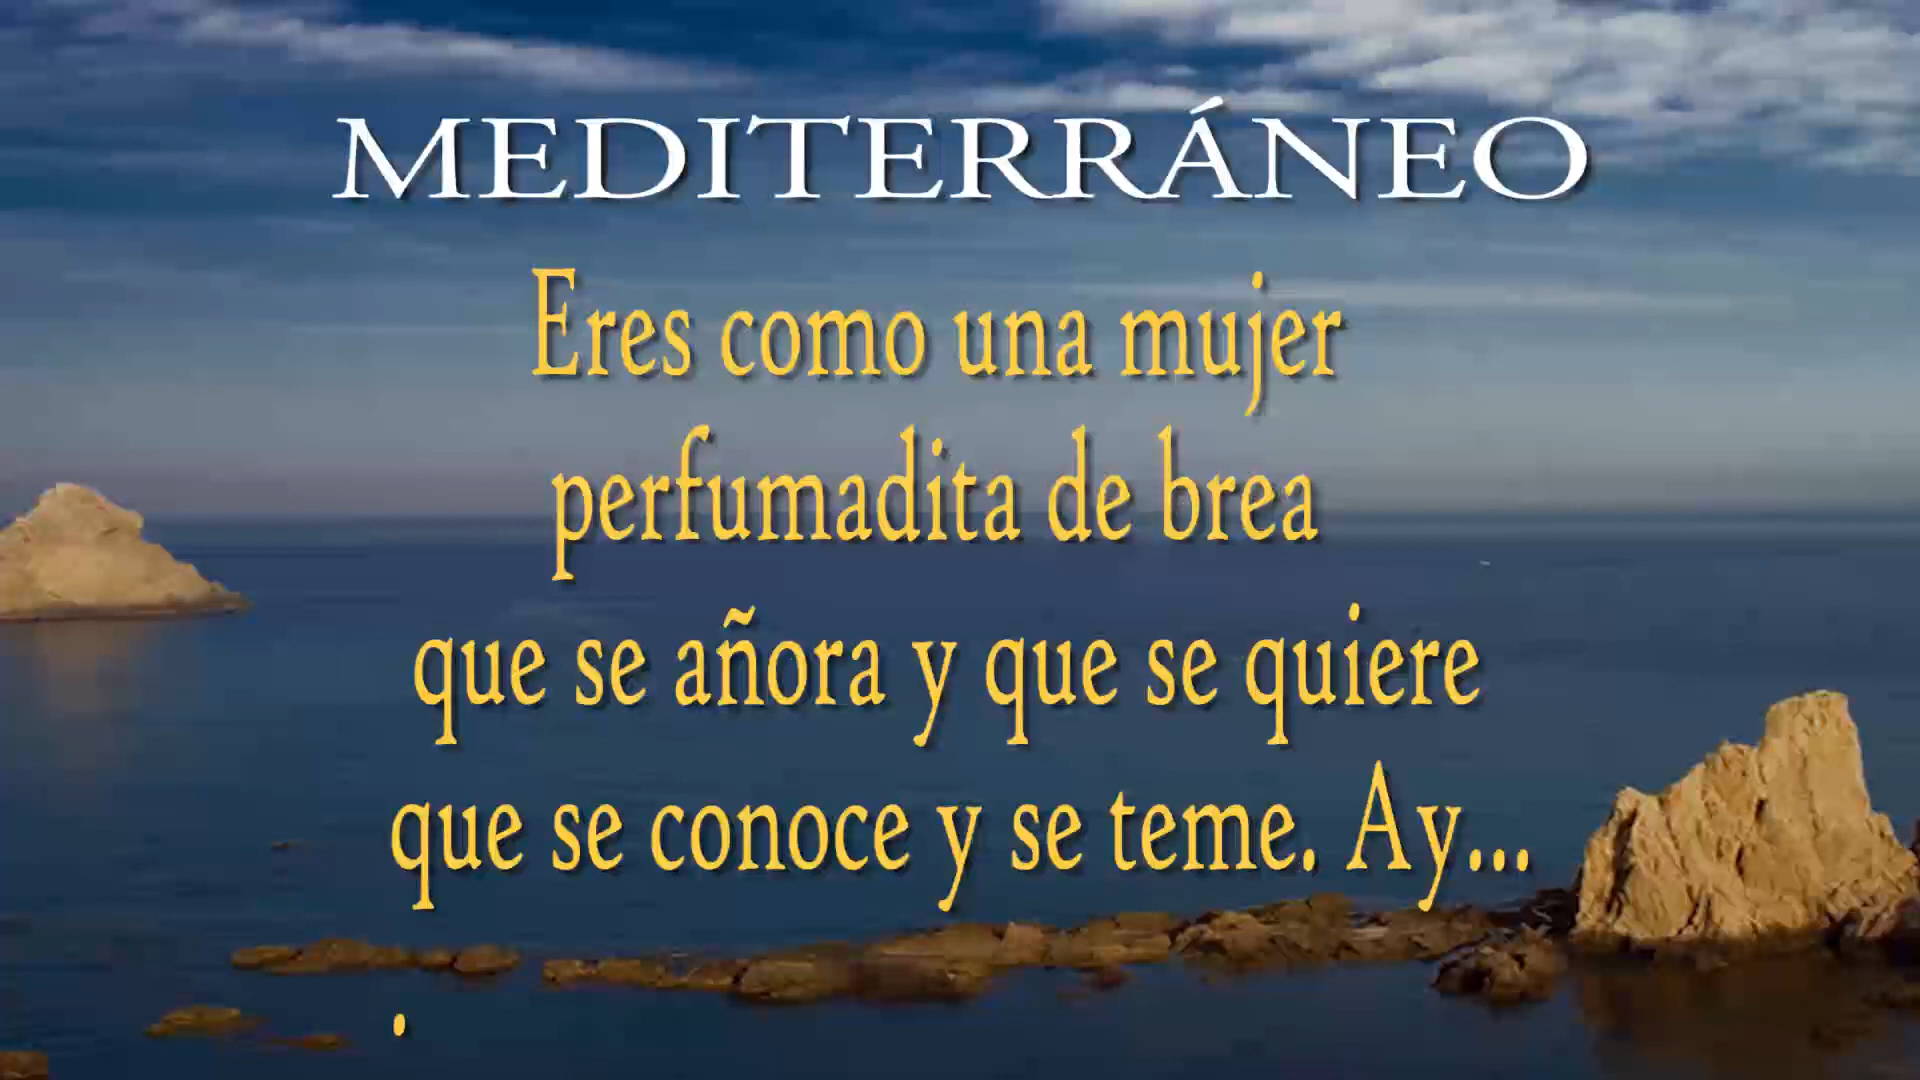 MEDITERRÁNEO
Eres como una mujer
perfumadita de brea
que se añora y que se quiere
que se conoce y se teme. Ay...
.